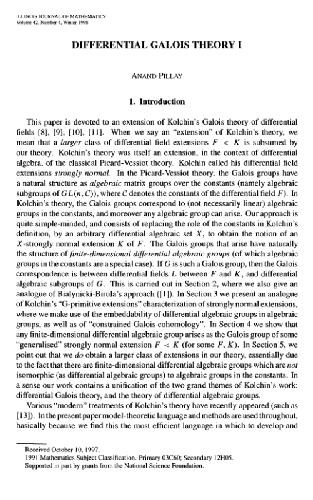 ILLINOIS JOURNAL OF MATHEMATICS
Volume 42, Number 4, Winter 1998
DIFFERENTIAL GALOIS THEORY I
ANAND PILLAY
1. Introduction
This paper is devoted to an extension of Kolchin's Galois theory of differential
fields [8], [9], [10], [11]. When we say an "extension" of Kolchin's theory, we
mean that a larger class of differential field extensions F < K is subsumed by
our theory. Kolchin's theory was itself an extension, in the context of differential
algebra, of the classical Picard-Vessiot theory. Kolchin called his differential field
extensions strongly normal. In the Picard-Vessiot theory, the Galois groups have
a natural structure as algebraic matrix groups over the constants (namely algebraic
subgroups of GL(n, C), where C denotes the constants of the differential field F). In
Kolchin's theory, the Galois groups correspond to (not necessarily linear) algebraic
groups in the constants, and moreover any algebraic group can arise. Our approach is
quite simple-minded, and consists of replacing the role of the constants in Kolchin's
definition, by an arbitrary differential algebraic set X, to obtain the notion of an
X-strongly normal extension K of F. The Galois groups that arise have naturally
the structure of finite-dimensional differential algebraic groups (of which algebraic
groups in the constants are a special case). If G is such a Galois group, then the Galois
correspondence is between differential fields L between F and K, and differential
algebraic subgroups of G. This is carried out in Section 2, where we also give an
analogue of Bialynicki-Birula's approach ([1]). In Section 3 we present an analogue
of Kolchin's "G-primitive extensions" characterization of strongly normal extensions,
where we make use of the embeddability of differential algebraic groups in algebraic
groups, as well as of "constrained Galois cohomology". In Section 4 we show that
any finite-dimensional differential algebraic group arises as the Galois group of some
"generalised" strongly normal extension F < K (for some F, K). In Section 5, we
point out that we do obtain a larger class of extensions in our theory, essentially due
to the fact that there are finite-dimensional differential algebraic groups which are not
isomorphic (as differential algebraic groups) to algebraic groups in the constants. In
a sense our work contains a unification of the two grand themes of Kolchin's work:
differential Galois theory, and the theory of differential algebraic groups.
Various "modern" treatments of Kolchin's theory have recently appeared (such as
[13]). In the present paper model-theoretic language and methods are used throughout,
basically because we find this the most efficient language in which to develop and
Received October 10, 1997.
1991 Mathematics Subject Classification. Primary 03C60; Secondary 12H05.
Supported in part by grants from the National Science Foundation.